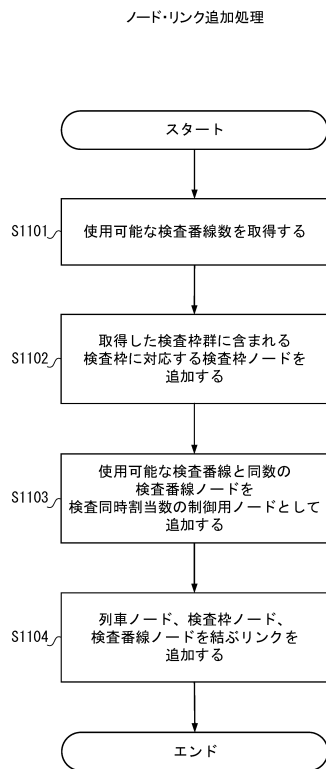 ノード・リンク追加処理
スタート
S1101
使用可能な検査番線数を取得する
S1102
取得した検査枠群に含まれる
検査枠に対応する検査枠ノードを
追加する
S1103
使用可能な検査番線と同数の
検査番線ノードを
検査同時割当数の制御用ノードとして
追加する
S1104
列車ノード、検査枠ノード、
検査番線ノードを結ぶリンクを
追加する
エンド